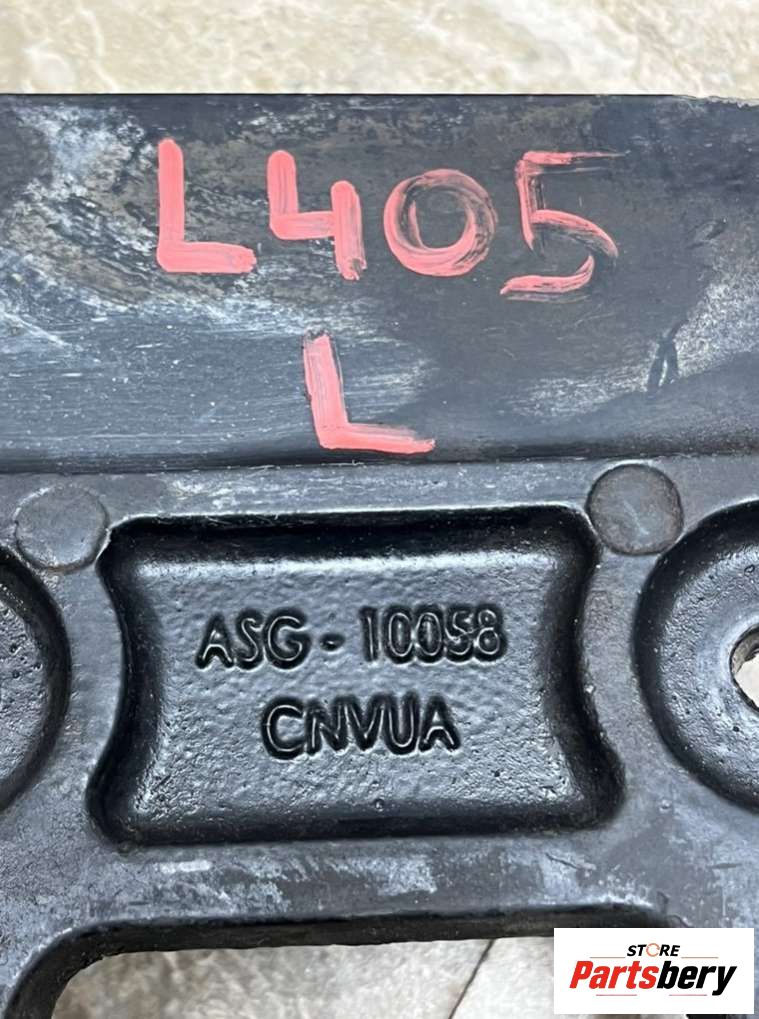 L405
L
ASG - 10058
CNVUA
STORE
Partsbery